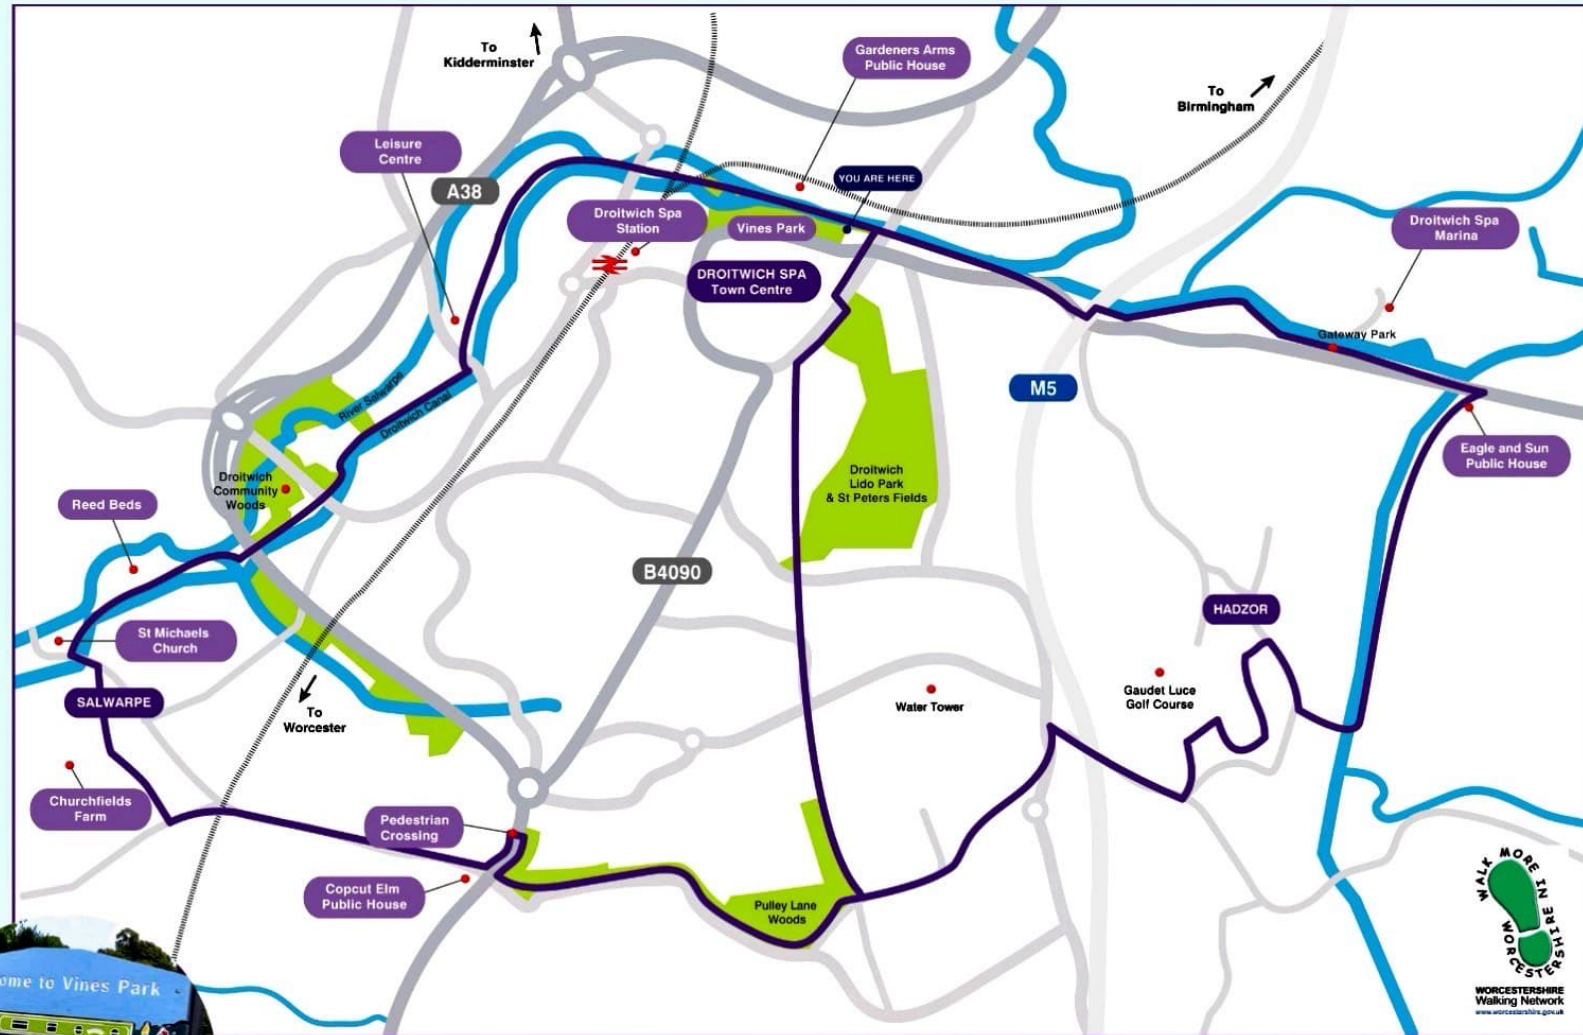 To
Kidderminster
Gardeners Arms
Public House
To
Birmingham
Leisure
Centre
A38
YOU ARE HERE
Droitwich Spa
Station
Vines Park
Droitwich Spa
Marina
DROITWICH SPA
Town Centre
Gateway Park
M5
River Salwarpe
Droitwich Canal
Eagle and Sun
Public House
Droitwich
Lido Park
& St Peters Fields
Droitwich
Community
Woods
Reed Beds
B4090
HADZOR
St Michaels
Church
SALWARPE
To
Worcester
Water Tower
Gaudet Luce
Golf Course
Churchfields
Farm
Pedestrian
Crossing
Copcut Elm
Public House
Pulley Lane
Woods
WALK MORE IN WORCESTERSHIRE
WORCESTERSHIRE
Walking Network
www.worcestershire.gov.uk
to Vines Park